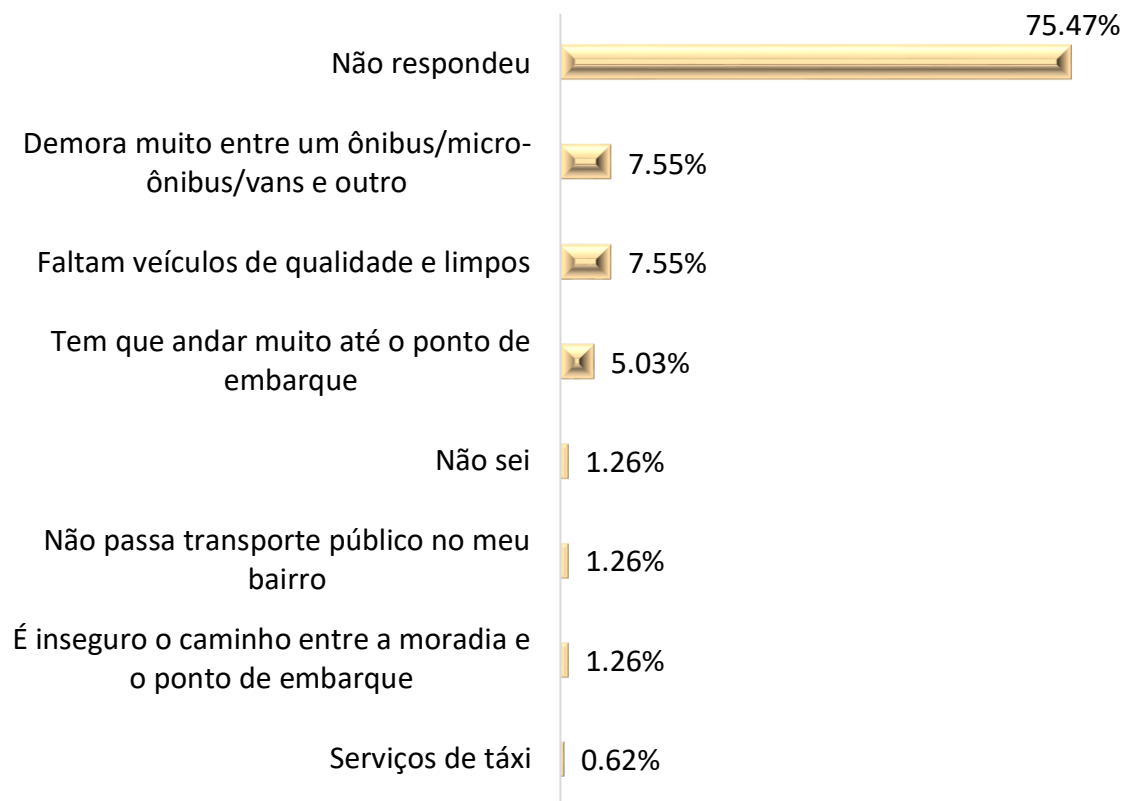 75.47%
Não respondeu
Demora muito entre um ônibus/micro-
ônibus/vans e outro
7.55%
Faltam veículos de qualidade e limpos
7.55%
Tem que andar muito até o ponto de
embarque
5.03%
Não sei
1.26%
Não passa transporte público no meu
bairro
1.26%
É inseguro o caminho entre a moradia e
o ponto de embarque
1.26%
Serviços de táxi
0.62%